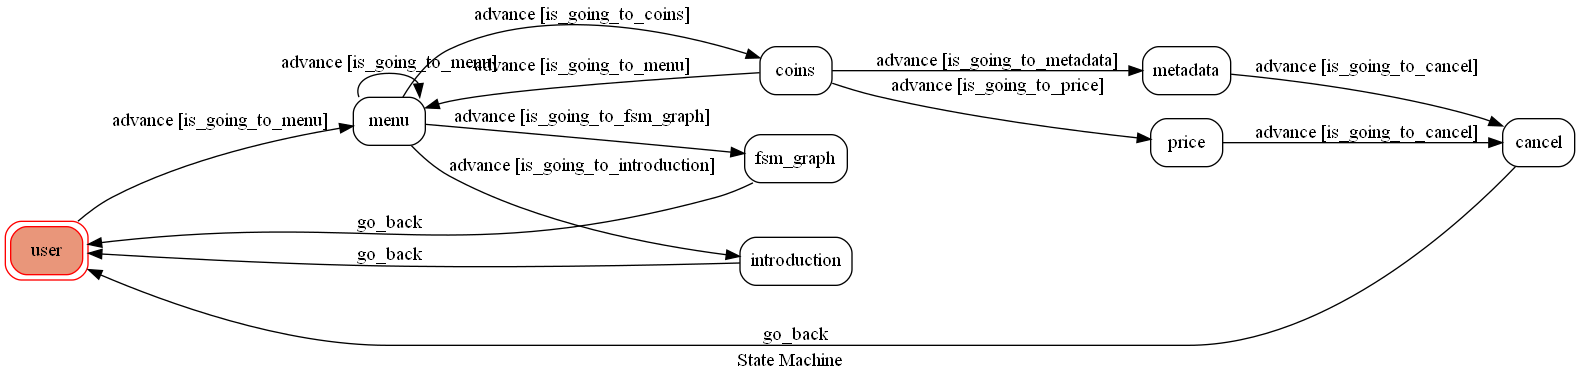 advance [is_going_to_coins]
advance [is_going_to_menu]
advance [is_going_to_menu]
coins
advance [is_going_to_metadata]
metadata
advance [is_going_to_cancel]
advance [is_going_to_price]
advance [is_going_to_menu]
menu
advance [is_going_to_fsm_graph]
fsm_graph
price
advance [is_going_to_cancel]
cancel
advance [is_going_to_introduction]
go_back
user
go_back
introduction
go_back
State Machine